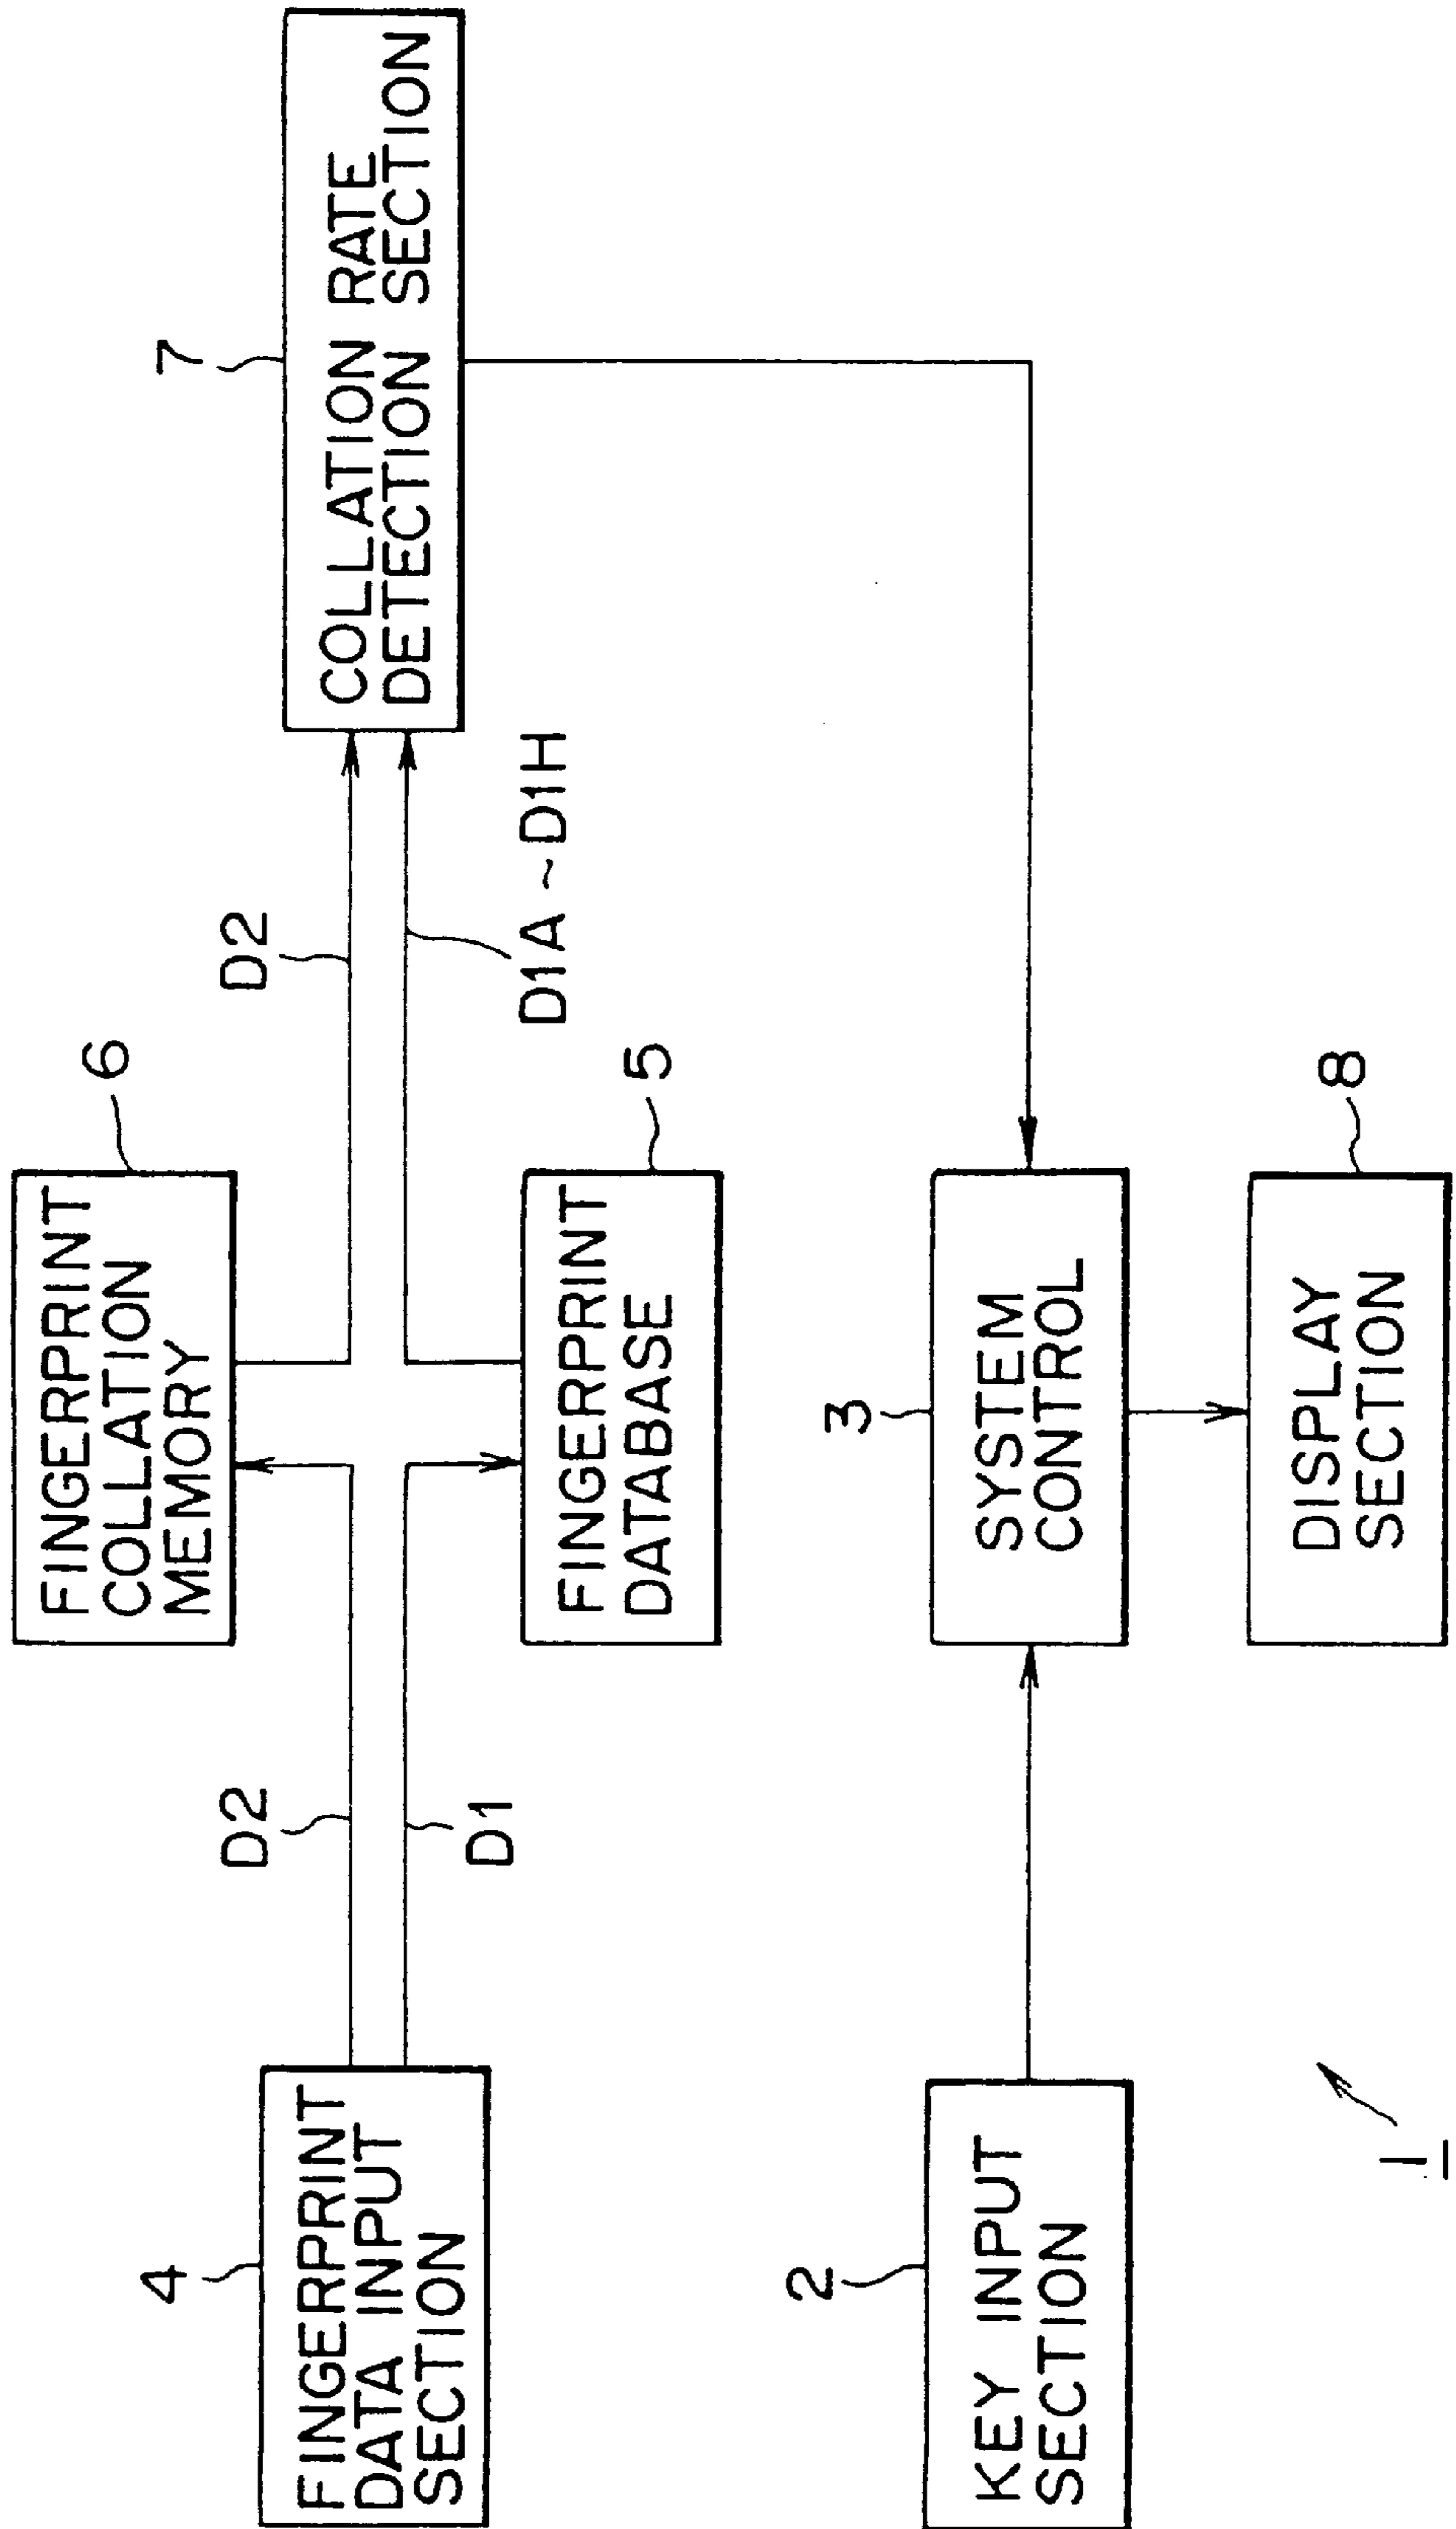 6
FINGERPRINT
COLLATION
MEMORY
4
FINGERPRINT
DATA INPUT
SECTION
D2
D1
D2
D1A ~ D1H
7
COLLATION RATE
DETECTION SECTION
5
FINGERPRINT
DATABASE
2
KEY INPUT
SECTION
3
SYSTEM
CONTROL
8
DISPLAY
SECTION
1